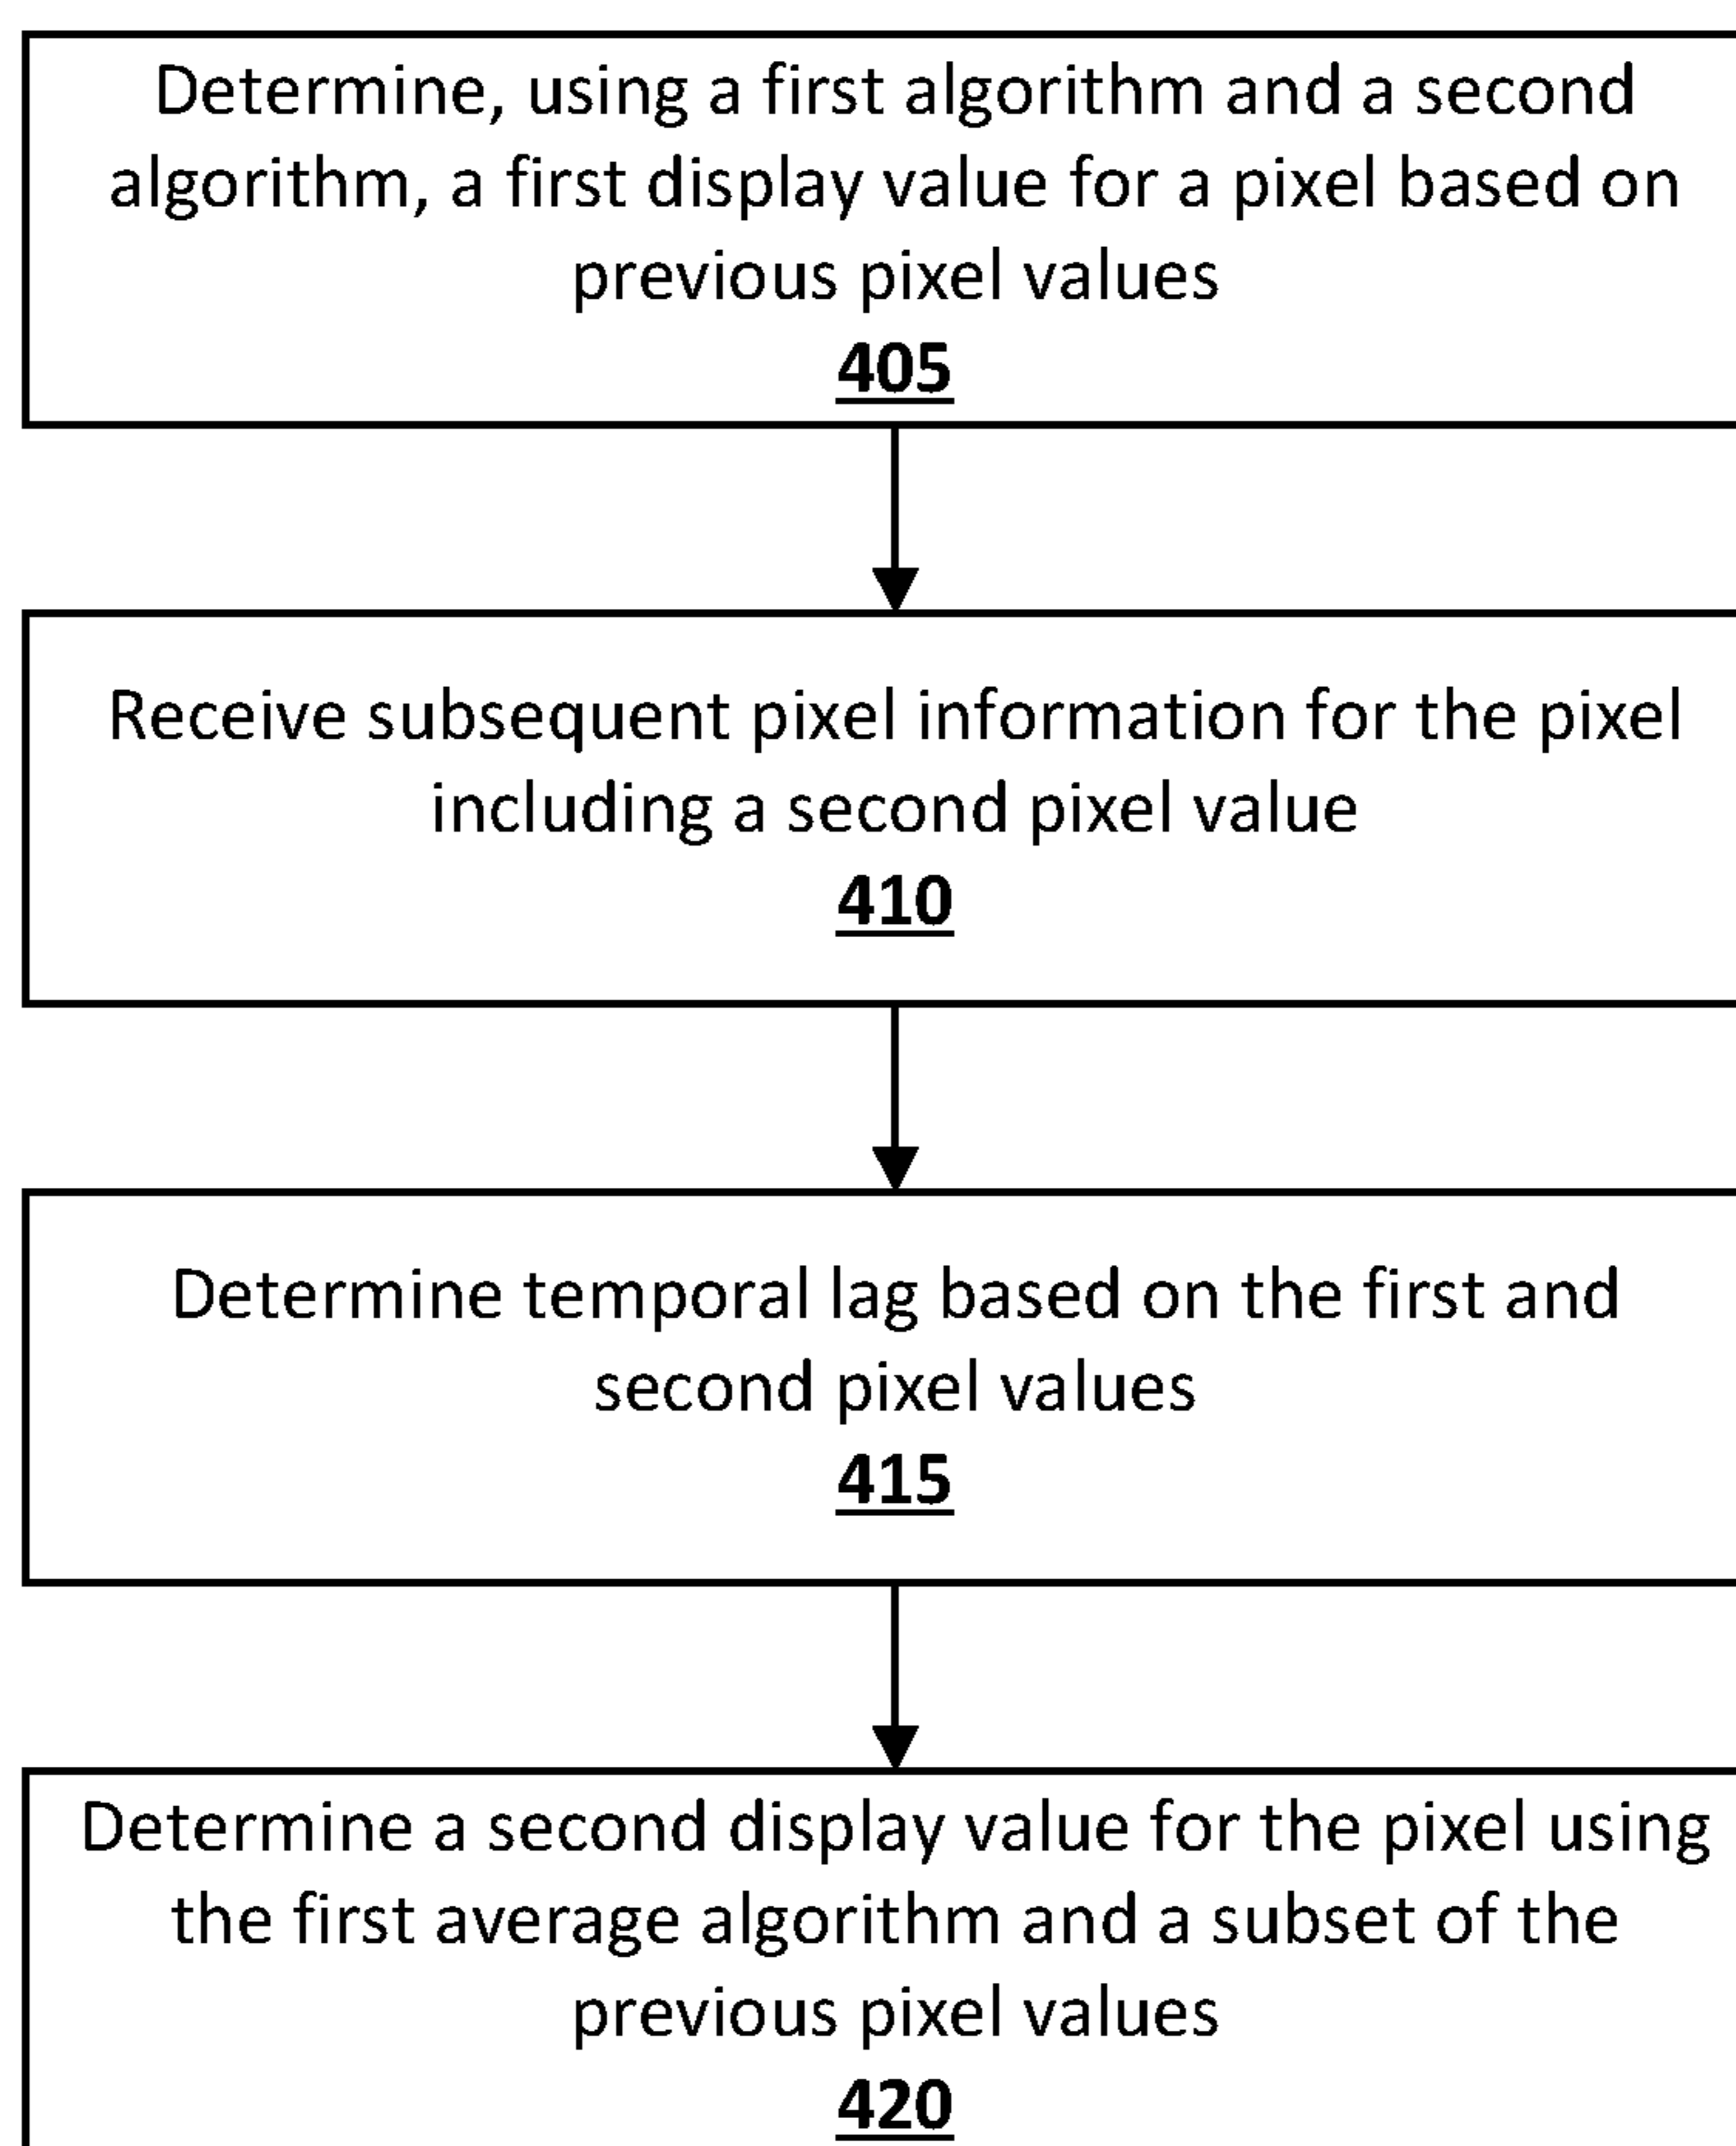 Determine, using a first algorithm and a second
algorithm, a first display value for a pixel based on
previous pixel values
405
Receive subsequent pixel information for the pixel
including a second pixel value
410
Determine temporal lag based on the first and
second pixel values
415
Determine a second display value for the pixel using
the first average algorithm and a subset of the
previous pixel values
420